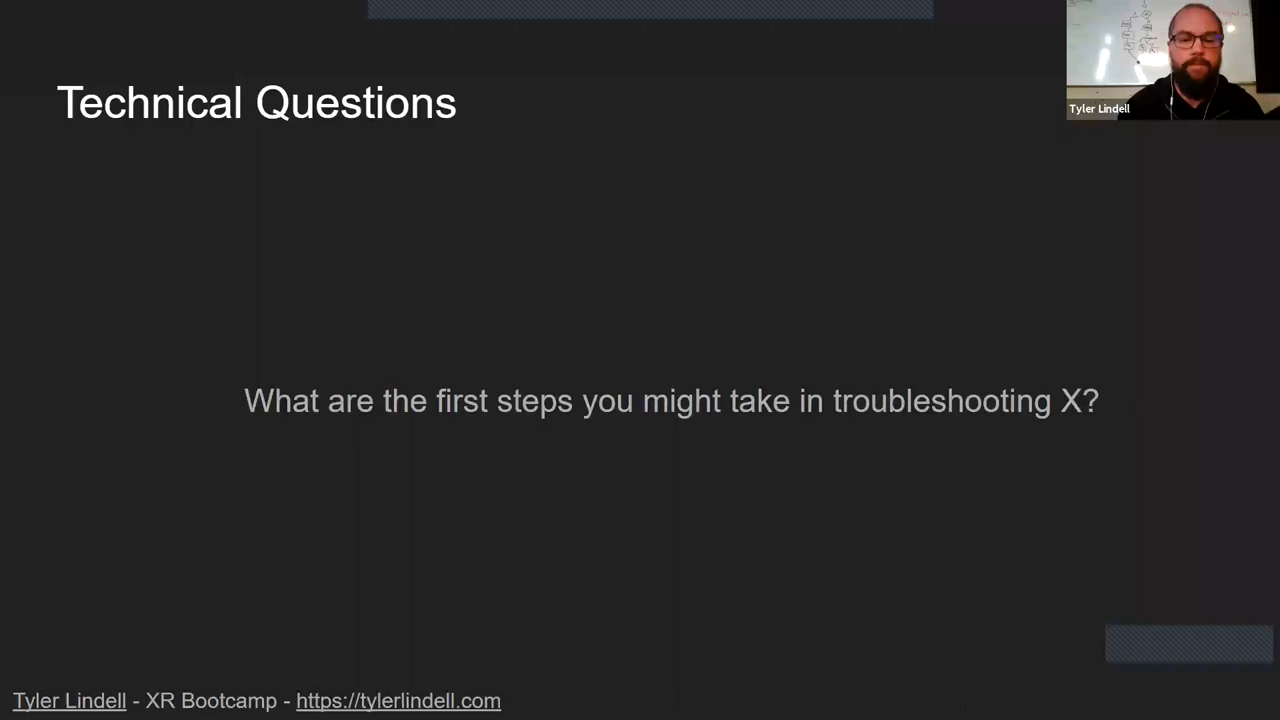 Technical Questions
Tyler Lindell
What are the first steps you might take in troubleshooting X?
Tyler Lindell - XR Bootcamp - https://tylerlindell.com